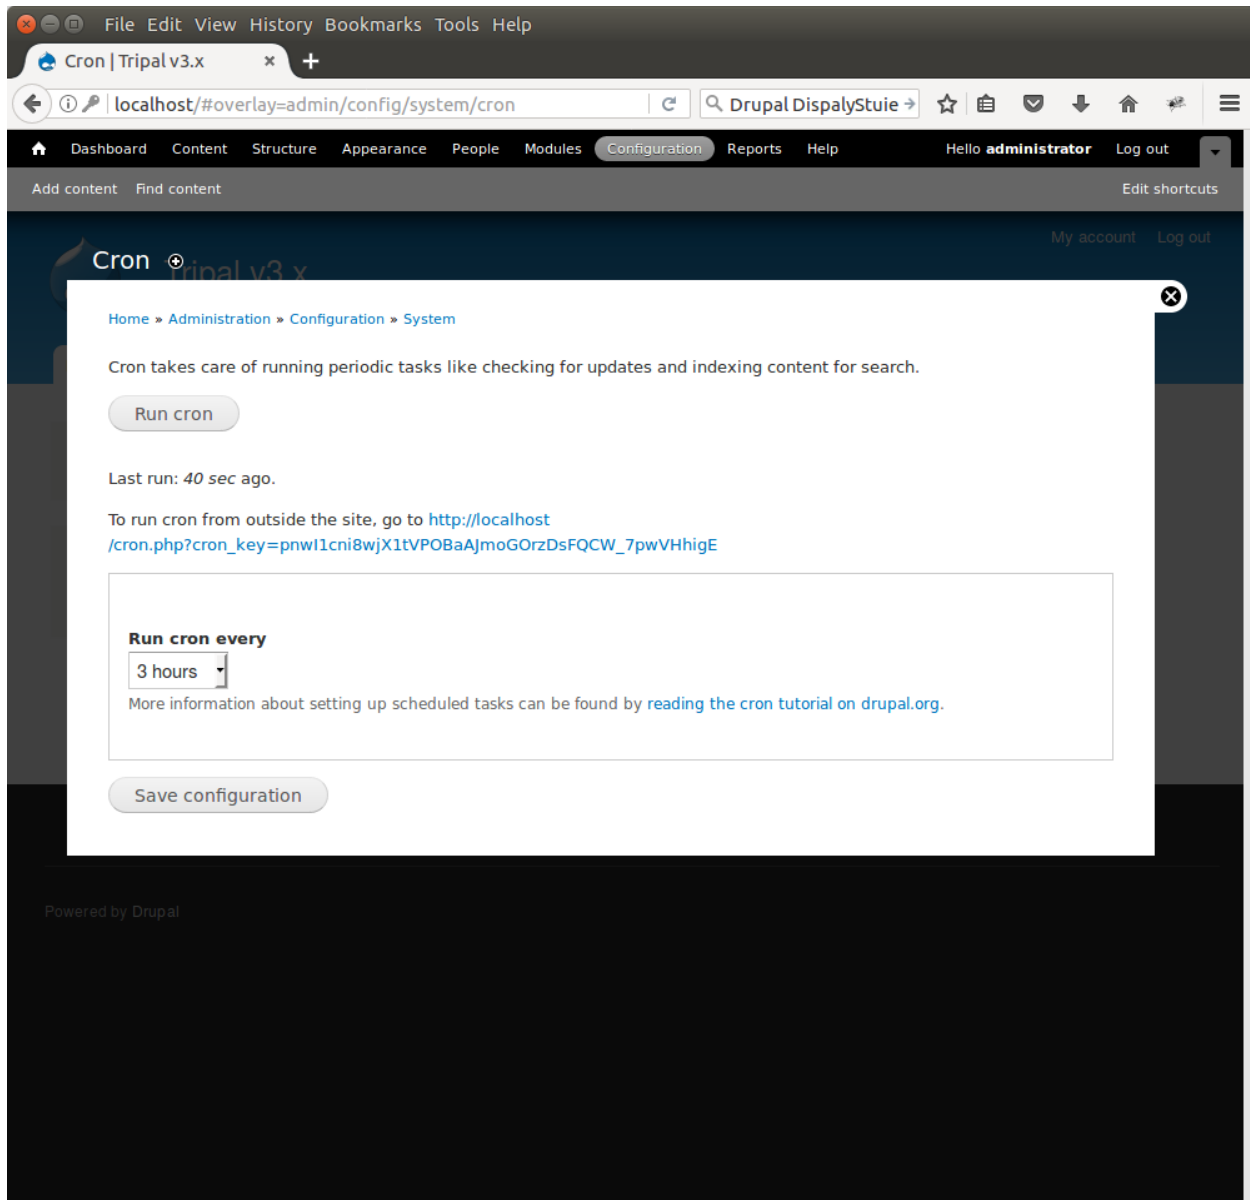 File Edit View History Bookmarks Tools Help
Cron | Tripal v3.x
localhost/#overlay=admin/config/system/cron
Drupal DispalyStuie
Dashboard Content Structure Appearance People Modules Configuration Reports Help Hello administrator Log out
Add content Find content Edit shortcuts
My account Log out
Cron
Tripal v3.x
Home » Administration » Configuration » System
Cron takes care of running periodic tasks like checking for updates and indexing content for search.
Run cron
Last run: 40 sec ago.
To run cron from outside the site, go to http://localhost
/cron.php?cron_key=pnwI1cni8wjX1tVPOBaAJmoGOrzDsFQCW_7pwVHhigE
Run cron every
3 hours
More information about setting up scheduled tasks can be found by reading the cron tutorial on drupal.org.
Save configuration
Powered by Drupal